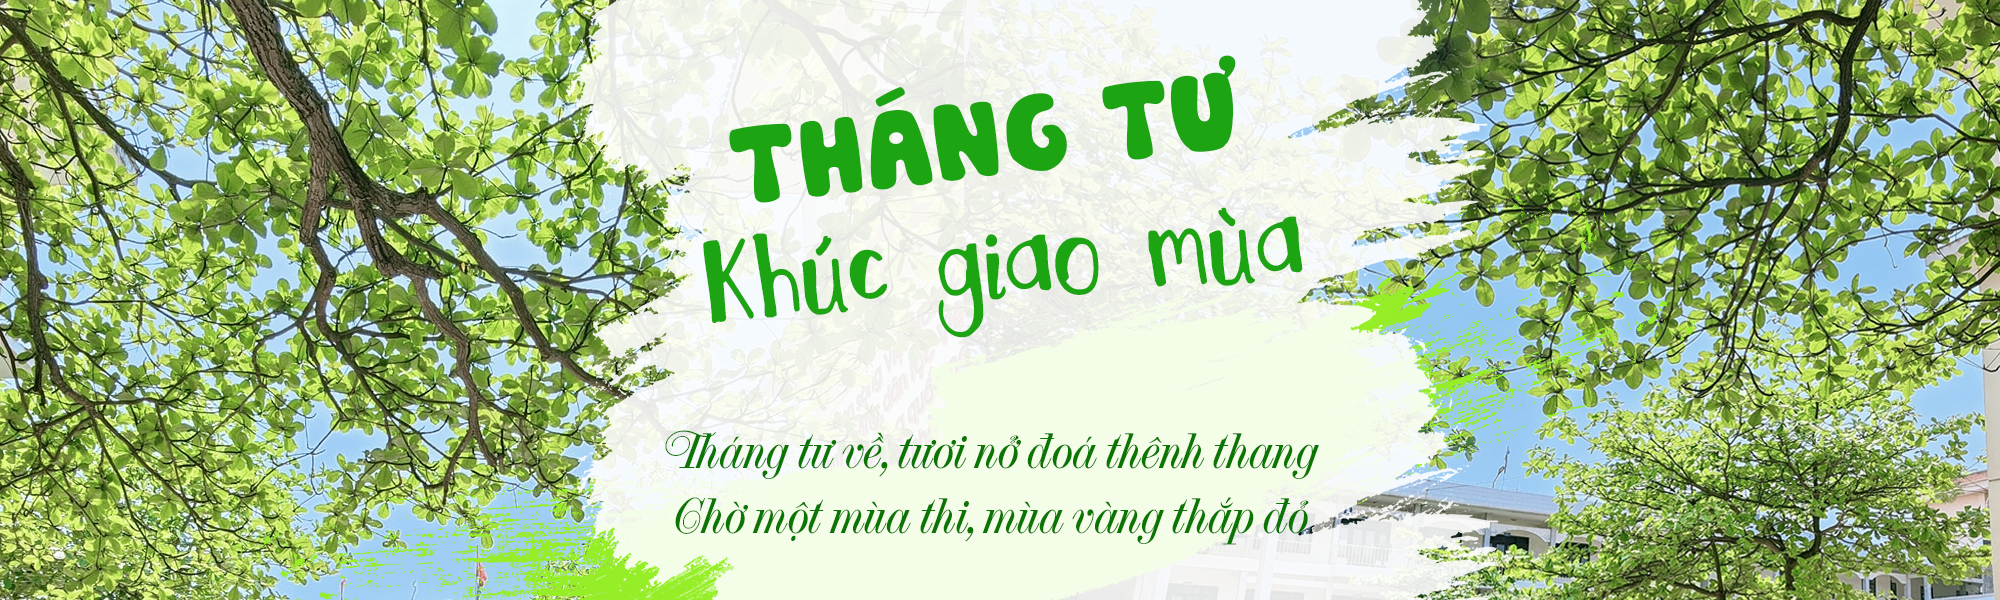 THÁNG TƯ
Khúc giao mùa
Tháng tư về, tươi nở đoá thênh thang
Chờ một mùa thi, mùa vàng thắp đỏ